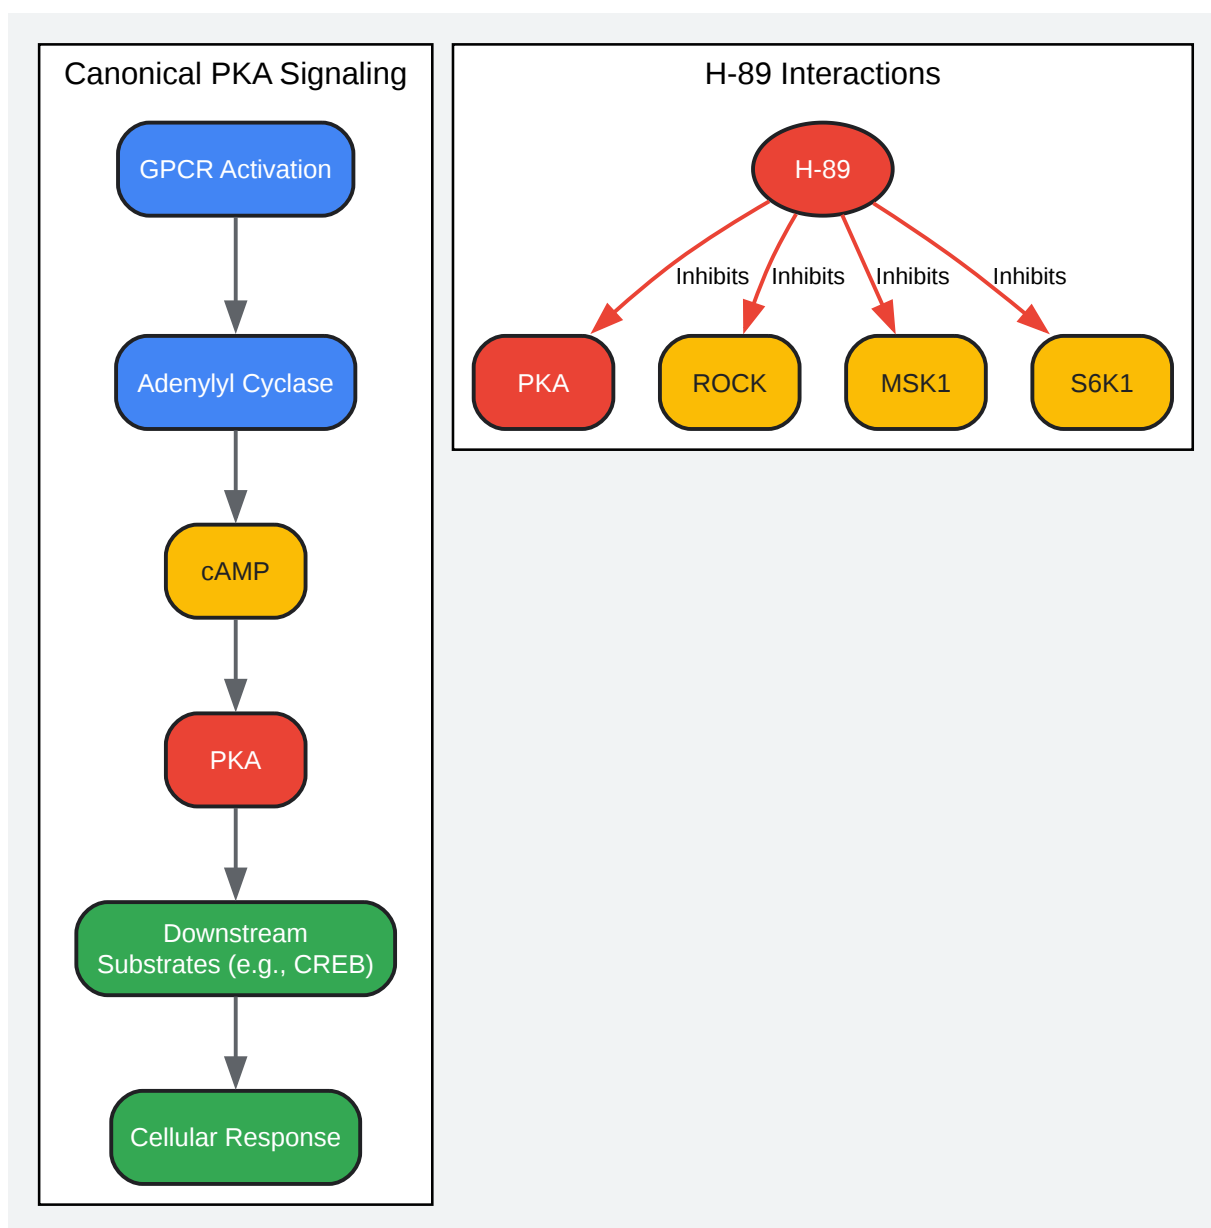 Canonical PKA Signaling
GPCR Activation
Adenylyl Cyclase
cAMP
PKA
Downstream
Substrates (e.g., CREB)
Cellular Response
H-89 Interactions
H-89
Inhibits
Inhibits
Inhibits
Inhibits
PKA
ROCK
MSK1
S6K1